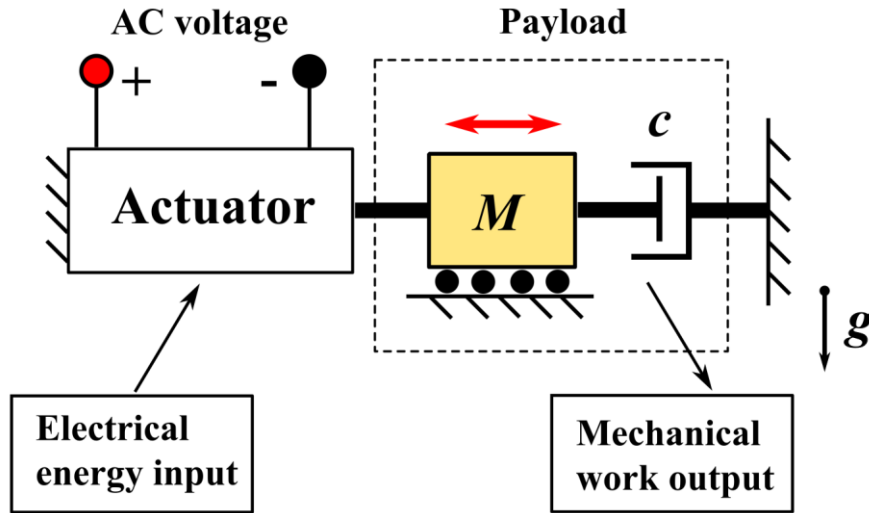 AC voltage
Payload
+
-
c
Actuator
M
g
Electrical
energy input
Mechanical
work output